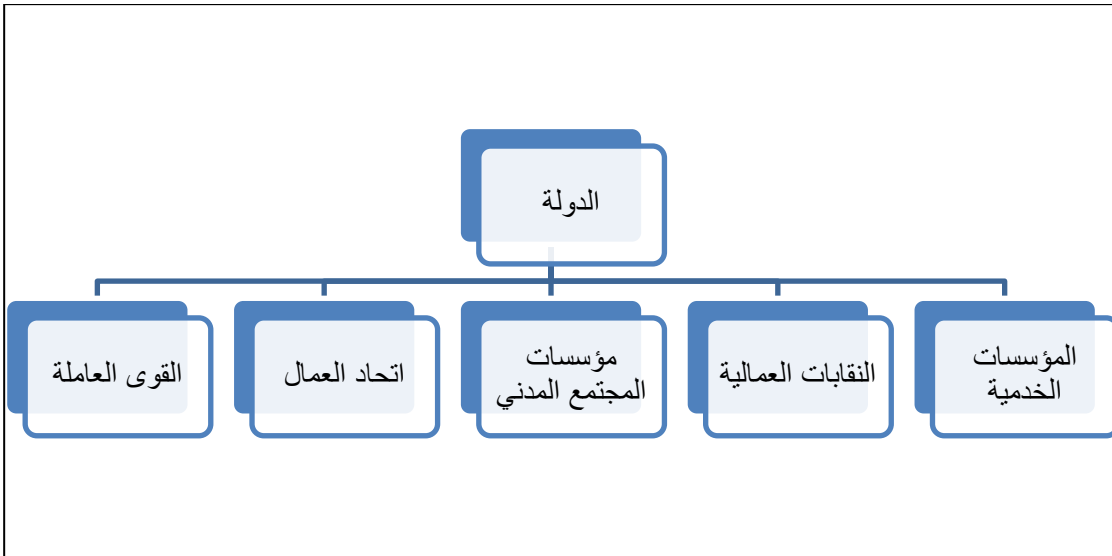 الدولة
المؤسسات
الخدمية
النقابات العمالية
مؤسسات
المجتمع المدني
اتحاد العمال
القوى العاملة